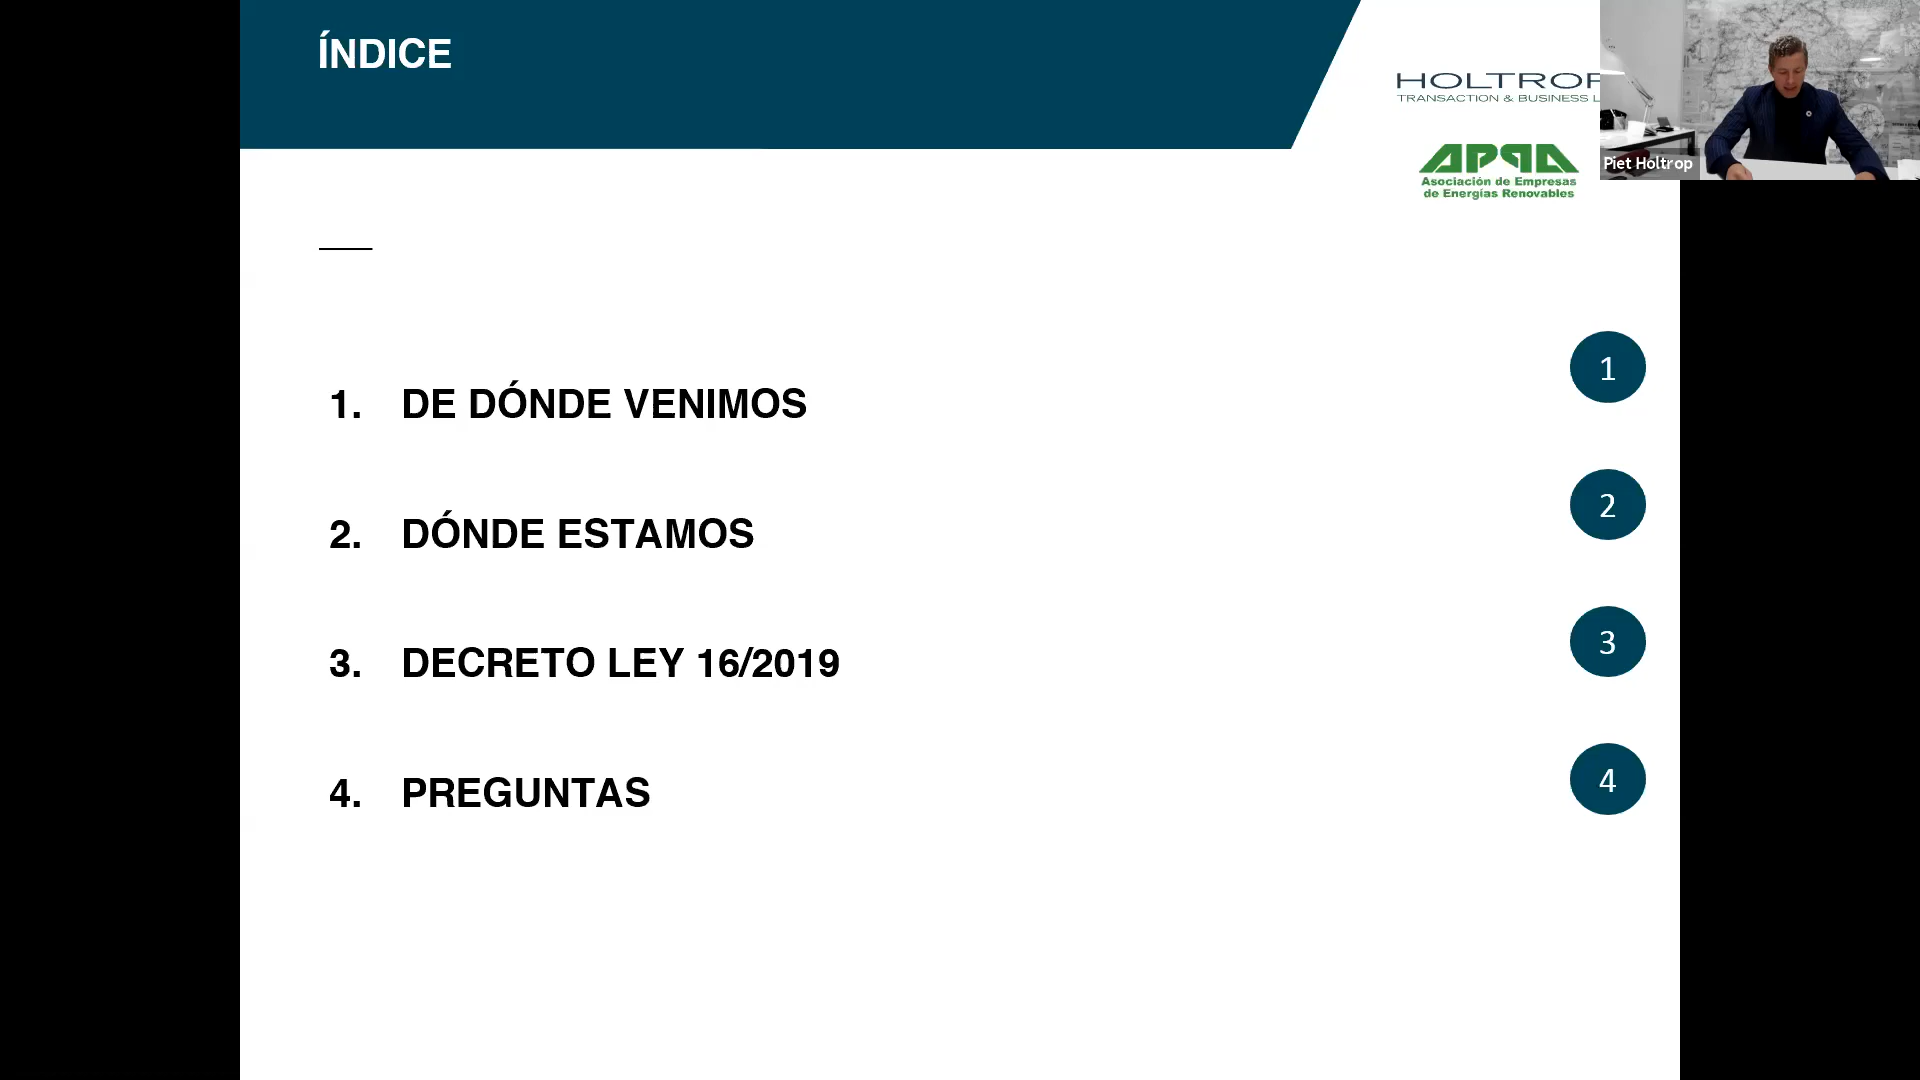 ÍNDICE
HOLTROP
TRANSACTION & BUSINESS L
APPA
Asociación de Empresas
de Energías Renovables
Piet Holtrop
1. DE DÓNDE VENIMOS
1
2. DÓNDE ESTAMOS
2
3. DECRETO LEY 16/2019
3
4. PREGUNTAS
4